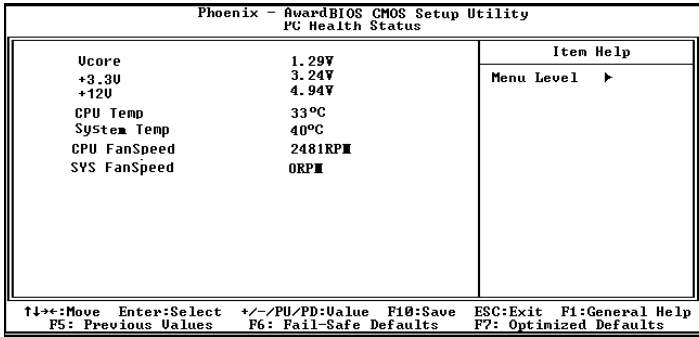 Phoenix - AwardBIOS CMOS Setup Utility
PC Health Status
Item Help
Vcore 1.29V
+3.3V 3.24V
+12V 4.94V
Menu Level ▶
CPU Temp 33°C
System Temp 40°C
CPU FanSpeed 2481RPM
SYS FanSpeed 0RPM
↑↓→←:Move Enter:Select +/-/PU/PD:Value F10:Save ESC:Exit F1:General Help
F5: Previous Values F6: Fail-Safe Defaults F7: Optimized Defaults